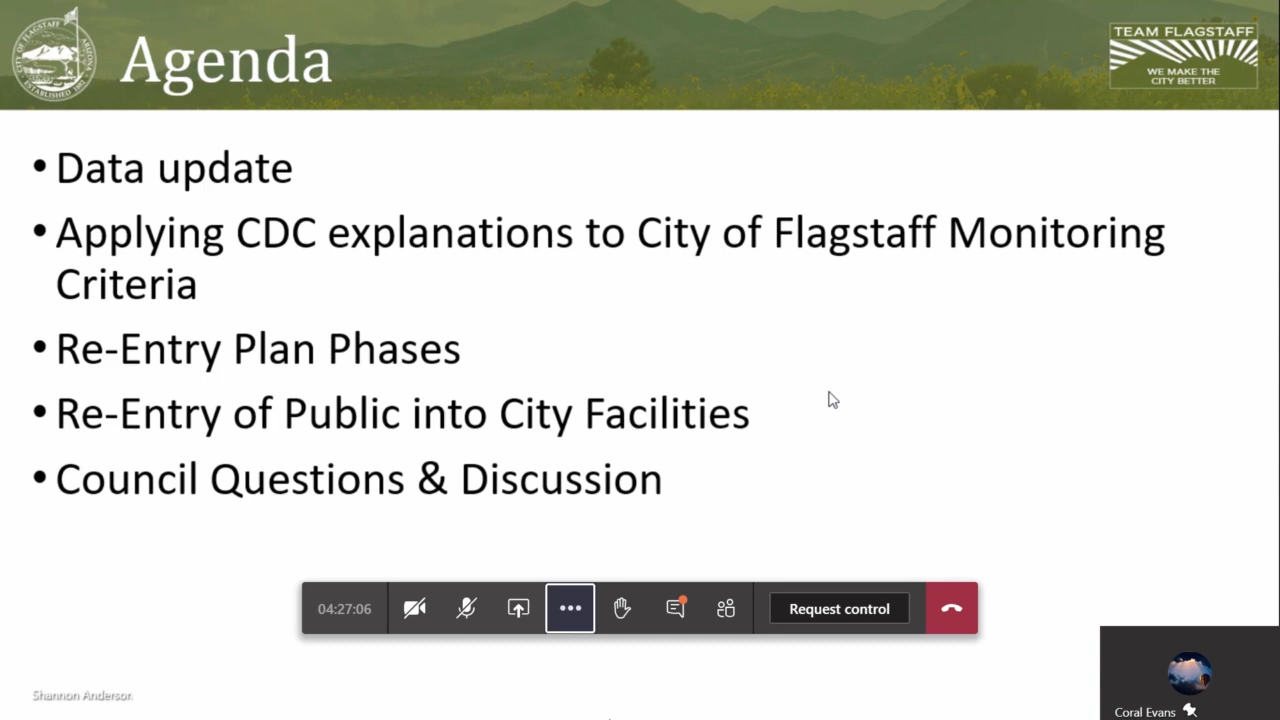 Agenda
TEAM FLAGSTAFF
WE MAKE THE
CITY BETTER
• Data update
• Applying CDC explanations to City of Flagstaff Monitoring
Criteria
• Re-Entry Plan Phases
• Re-Entry of Public into City Facilities
• Council Questions & Discussion
04:27:06
Request control
Shannon Anderson
Coral Evans